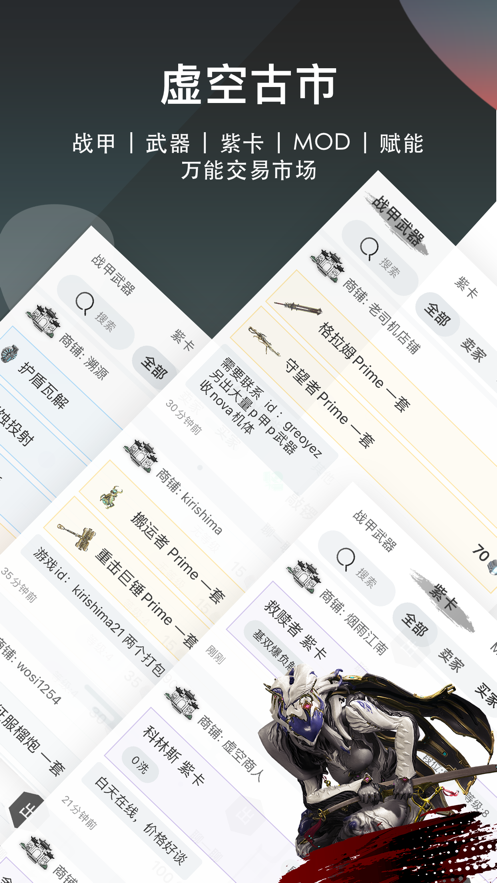 虚空古市
战甲 | 武器 | 紫卡 | MOD | 赋能
万能交易市场
战甲武器
紫卡
搜索
全部
商铺: 溯源
护盾瓦解
蚀投射
30分钟前
商铺: kirishima
搬运者 Prime 一套
重击巨锤 Prime 一套
游戏id: kirishima21 两个打包
35分钟前
商铺: wosi1254
征服榴炮 一套
战甲武器
紫卡
搜索
全部
卖家
商铺: 老司机店铺
格拉姆 Prime 一套
守望者 Prime 一套
70
需要联系 id：greoyez
另出大量p甲p武器
收nova机体
战甲武器
紫卡
搜索
全部
卖家
买家
商铺: 烟雨江南
救赎者 紫卡
基双爆负
刚刚
商铺: 虚空商人
科林斯 紫卡
0洗
白天在线，价格好谈
21分钟前
商铺